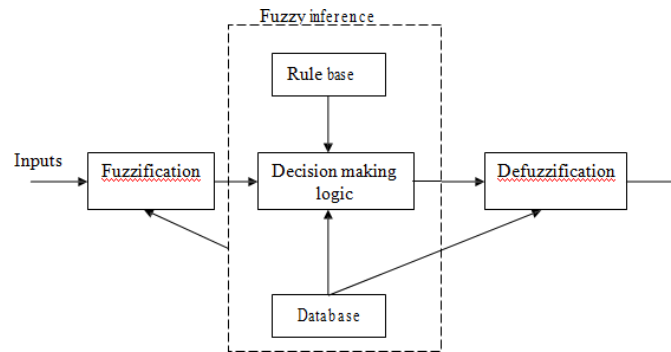 Fuzzy inference
Rule base
Inputs
Fuzzification
Decision making
logic
Defuzzification
Database